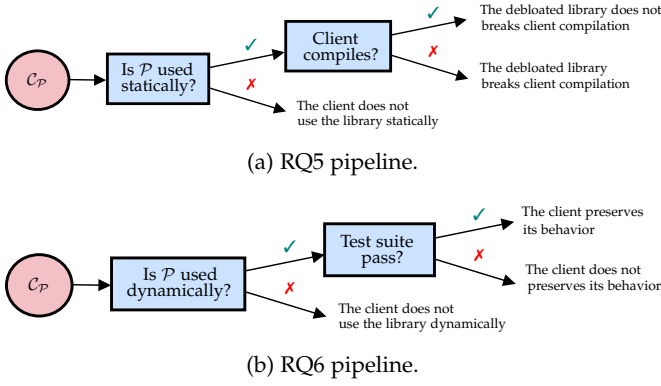 The debloated library does not
breaks client compilation
✓
Client
compiles?
✓
✗
Is 𝒫 used
statically?
𝒞𝒫
✗
The debloated library
breaks client compilation
The client does not
use the library statically
(a) RQ5 pipeline.
The client preserves
its behavior
✓
Test suite
pass?
✓
✗
Is 𝒫 used
dynamically?
𝒞𝒫
✗
The client does not
preserves its behavior
The client does not
use the library dynamically
(b) RQ6 pipeline.